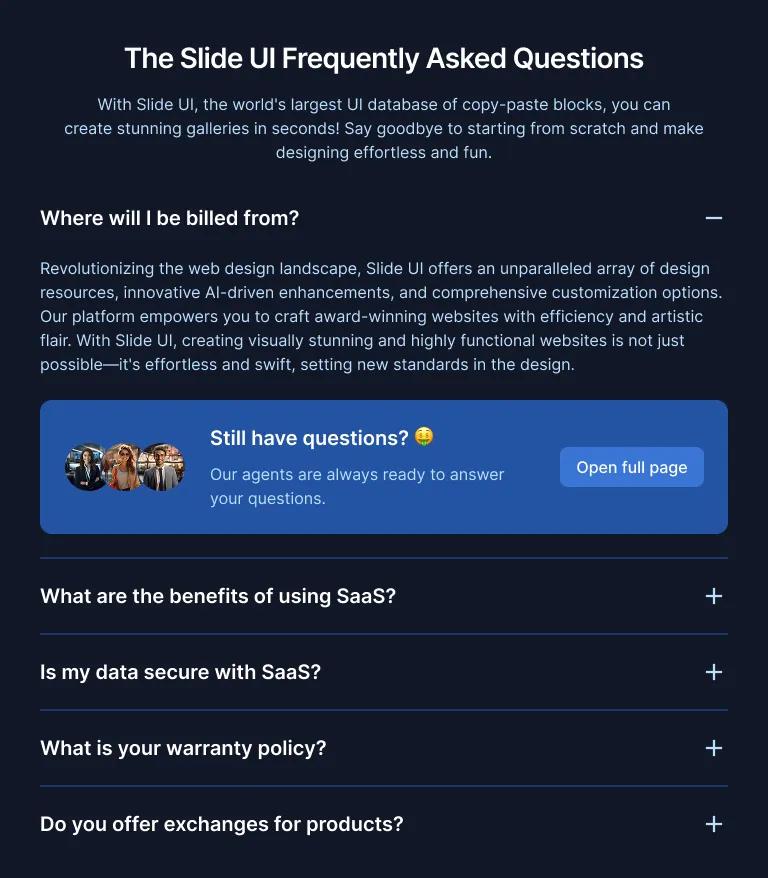 The Slide UI Frequently Asked Questions
With Slide UI, the world's largest UI database of copy-paste blocks, you can
create stunning galleries in seconds! Say goodbye to starting from scratch and make
designing effortless and fun.
Where will I be billed from?
Revolutionizing the web design landscape, Slide UI offers an unparalleled array of design
resources, innovative AI-driven enhancements, and comprehensive customization options.
Our platform empowers you to craft award-winning websites with efficiency and artistic
flair. With Slide UI, creating visually stunning and highly functional websites is not just
possible—it's effortless and swift, setting new standards in the design.
Still have questions? 🤑
Our agents are always ready to answer
your questions.
Open full page
What are the benefits of using SaaS?
Is my data secure with SaaS?
What is your warranty policy?
Do you offer exchanges for products?